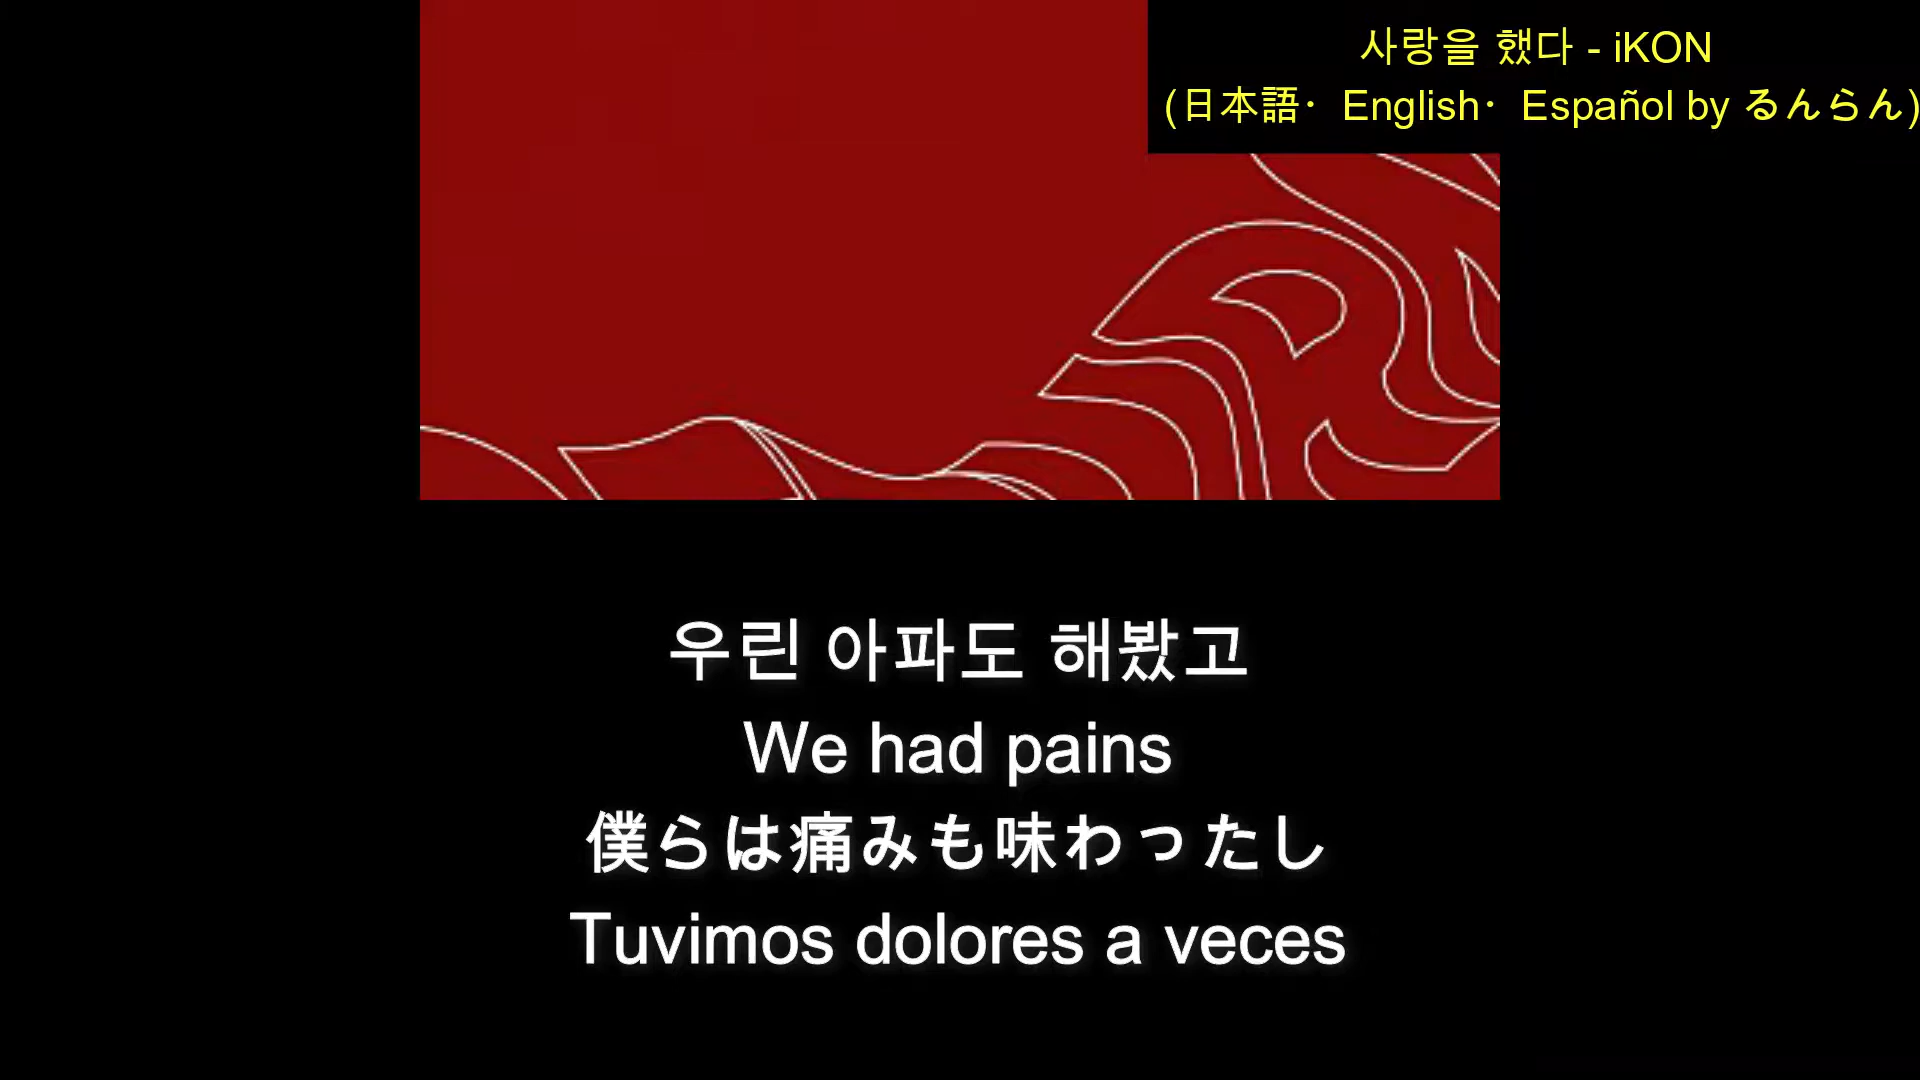 사랑을 했다 - iKON
(日本語・English・Español by るんらん)
우린 아파도 해봤고
We had pains
僕らは痛みも味わったし
Tuvimos dolores a veces